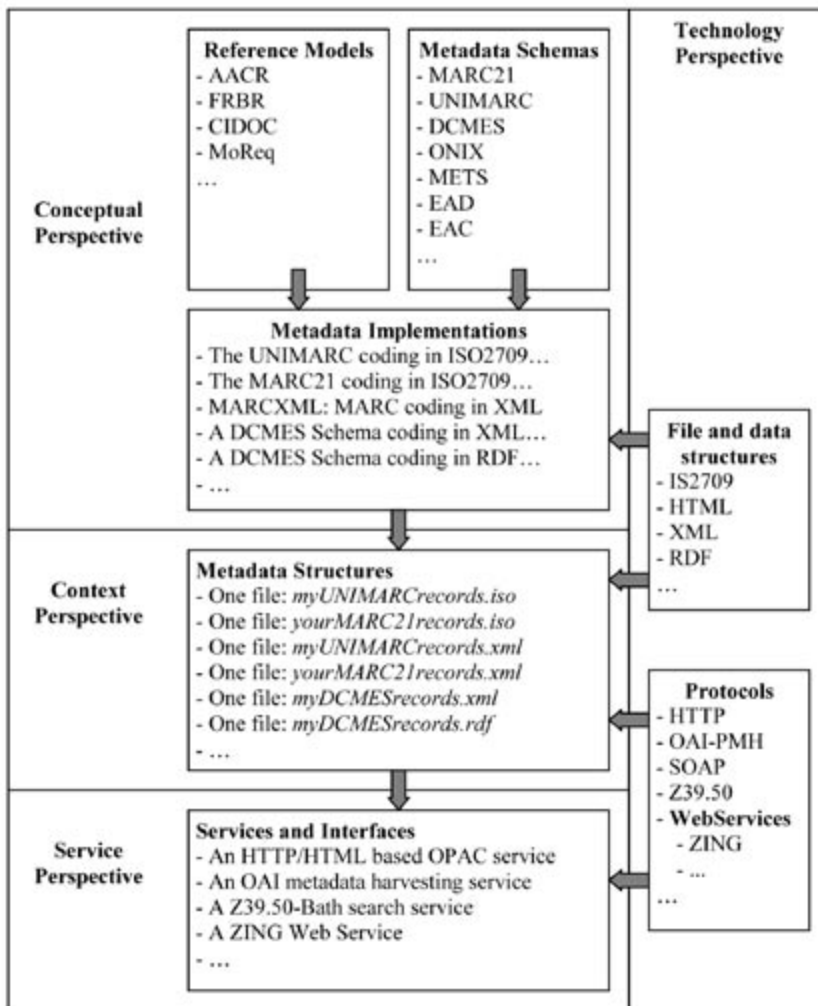 Reference Models
- AACR
- FRBR
- CIDOC
- MoReq
…
Metadata Schemas
- MARC21
- UNIMARC
- DCMES
- ONIX
- METS
- EAD
- EAC
…
Technology
Perspective
Conceptual
Perspective
Metadata Implementations
- The UNIMARC coding in ISO2709…
- The MARC21 coding in ISO2709…
- MARCXML: MARC coding in XML
- A DCMES Schema coding in XML…
- A DCMES Schema coding in RDF…
- …
File and data
structures
- IS2709
- HTML
- XML
- RDF
…
Context
Perspective
Metadata Structures
- One file: myUNIMARCrecords.iso
- One file: yourMARC21records.iso
- One file: myUNIMARCrecords.xml
- One file: yourMARC21records.xml
- One file: myDCMESrecords.xml
- One file: myDCMESrecords.rdf
- …
Protocols
- HTTP
- OAI-PMH
- SOAP
- Z39.50
- WebServices
- ZING
- ...
…
Service
Perspective
Services and Interfaces
- An HTTP/HTML based OPAC service
- An OAI metadata harvesting service
- A Z39.50-Bath search service
- A ZING Web Service
- …